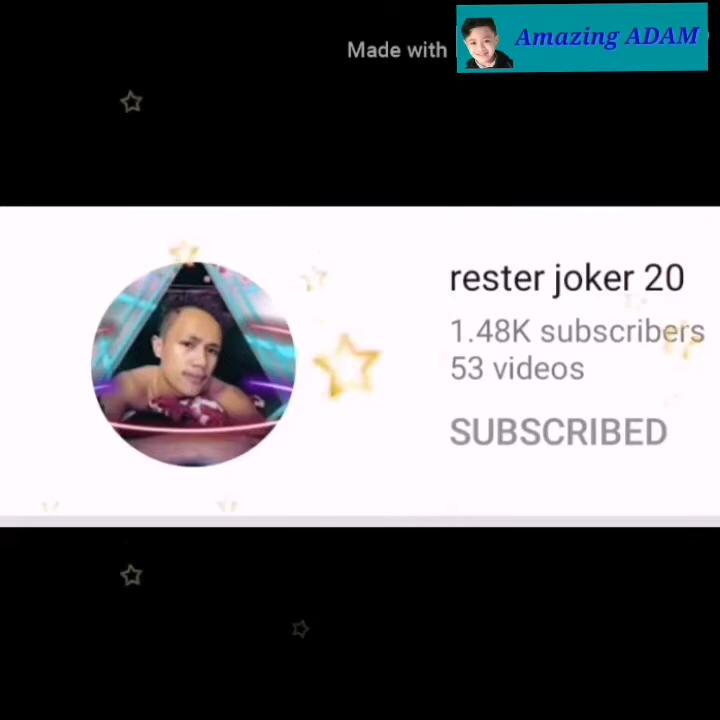 Made with
Amazing ADAM
rester joker 20
1.48K subscribers
53 videos
SUBSCRIBED